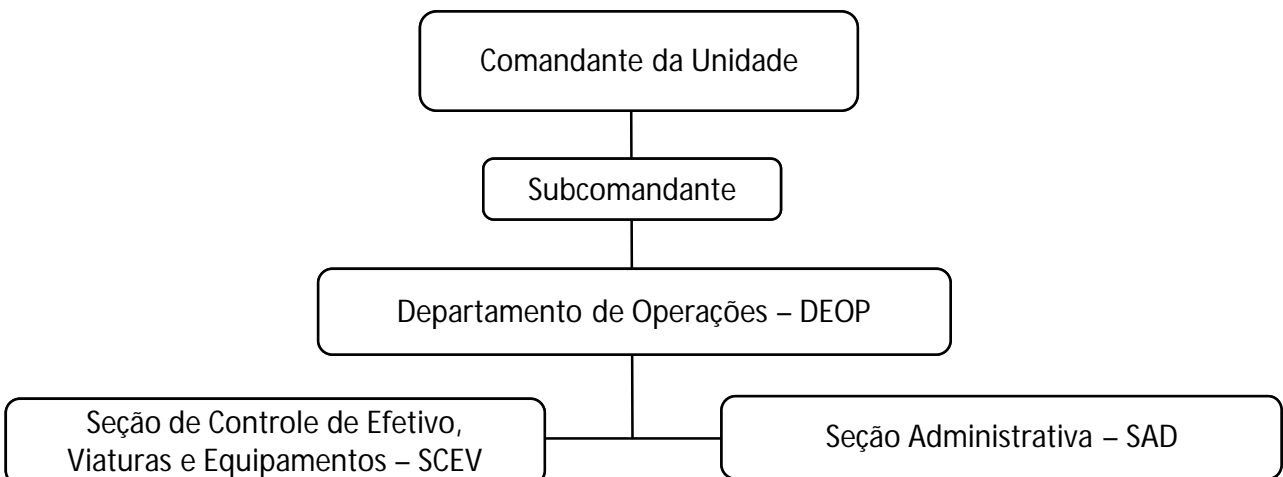 Comandante da Unidade
Subcomandante
Departamento de Operações – DEOP
Seção de Controle de Efetivo,
Viaturas e Equipamentos – SCEV
Seção Administrativa – SAD